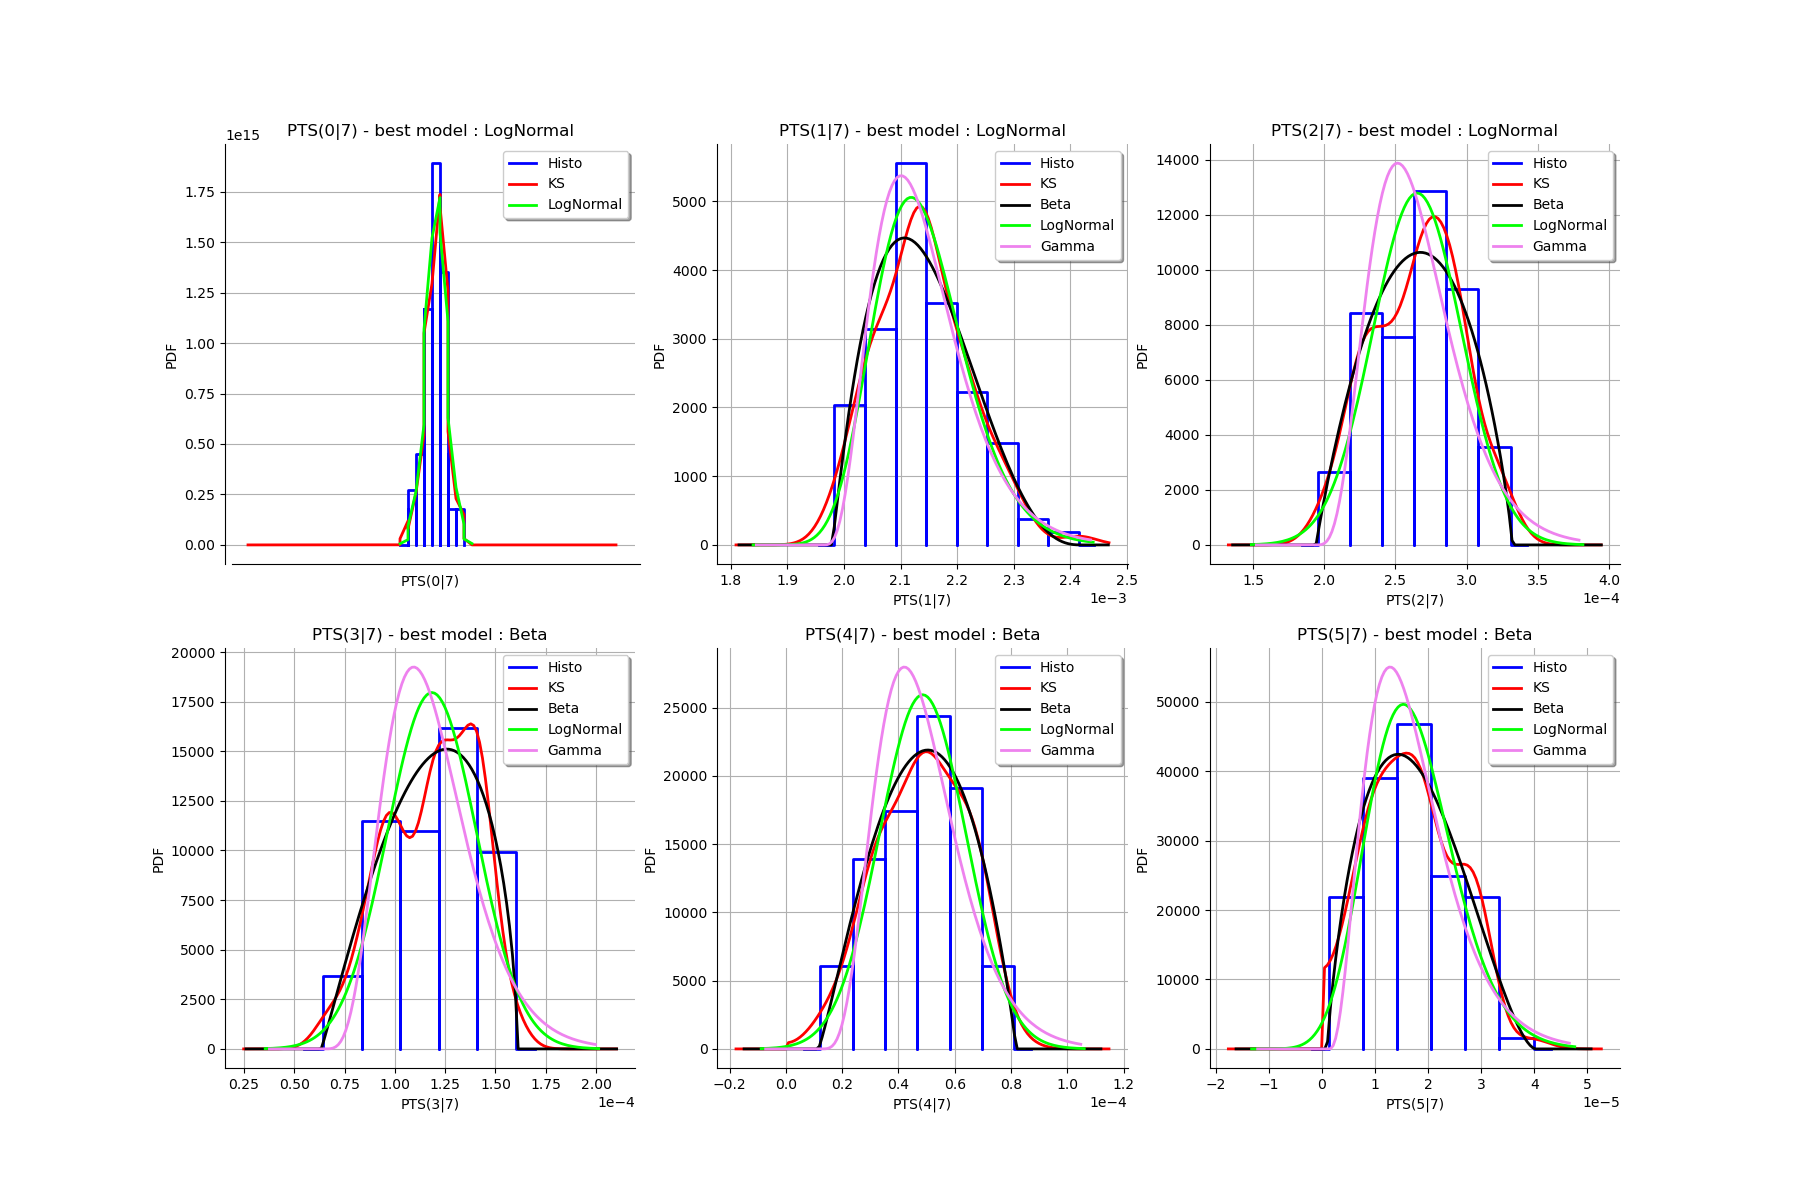 PTS(0|7) - best model : LogNormal
1e15
1.75
1.50
1.25
1.00
0.75
0.50
0.25
0.00
PDF
PTS(0|7)
Histo
KS
LogNormal
PTS(1|7) - best model : LogNormal
5000
4000
3000
2000
1000
0
PDF
1.8 1.9 2.0 2.1 2.2 2.3 2.4 2.5
PTS(1|7)
1e−3
Histo
KS
Beta
LogNormal
Gamma
PTS(2|7) - best model : LogNormal
14000
12000
10000
8000
6000
4000
2000
0
PDF
1.5 2.0 2.5 3.0 3.5 4.0
PTS(2|7)
1e−4
Histo
KS
Beta
LogNormal
Gamma
PTS(3|7) - best model : Beta
20000
17500
15000
12500
10000
7500
5000
2500
0
PDF
0.25 0.50 0.75 1.00 1.25 1.50 1.75 2.00
PTS(3|7)
1e−4
Histo
KS
Beta
LogNormal
Gamma
PTS(4|7) - best model : Beta
25000
20000
15000
10000
5000
0
PDF
−0.2 0.0 0.2 0.4 0.6 0.8 1.0 1.2
PTS(4|7)
1e−4
Histo
KS
Beta
LogNormal
Gamma
PTS(5|7) - best model : Beta
50000
40000
30000
20000
10000
0
PDF
−2 −1 0 1 2 3 4 5
PTS(5|7)
1e−5
Histo
KS
Beta
LogNormal
Gamma